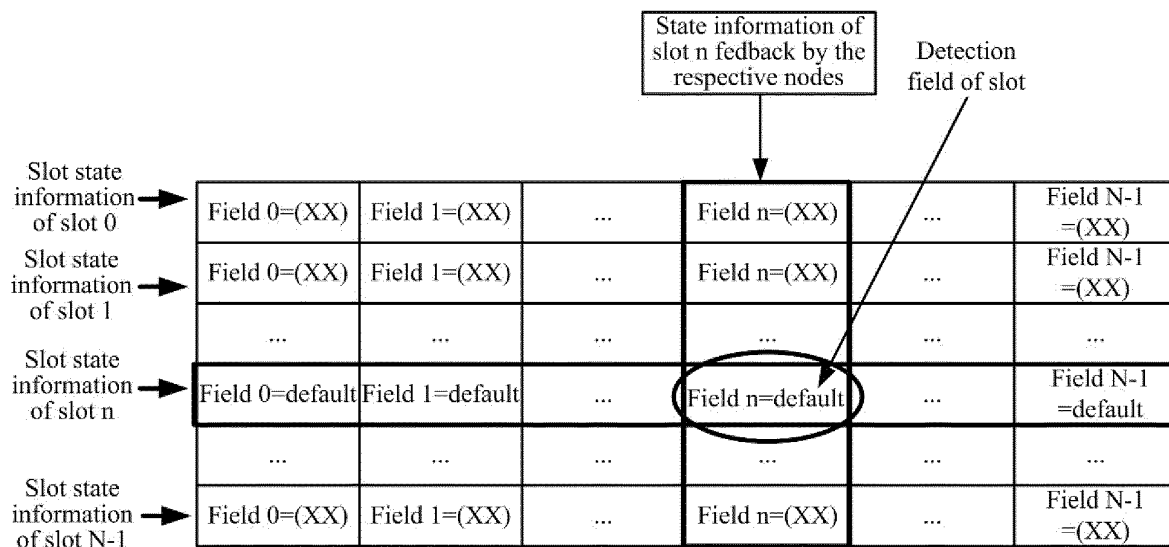 State information of
slot n fedback by the
respective nodes
Detection
field of slot
Slot state
information
of slot 0
Field 0=(XX)
Field 1=(XX)
...
Field n=(XX)
...
Field N-1
=(XX)
Slot state
information
of slot 1
Field 0=(XX)
Field 1=(XX)
...
Field n=(XX)
...
Field N-1
=(XX)
...
...
...
...
...
...
Slot state
information
of slot n
Field 0=default
Field 1=default
...
Field n=default
...
Field N-1
=default
...
...
...
...
...
...
Slot state
information
of slot N-1
Field 0=(XX)
Field 1=(XX)
...
Field n=(XX)
...
Field N-1
=(XX)